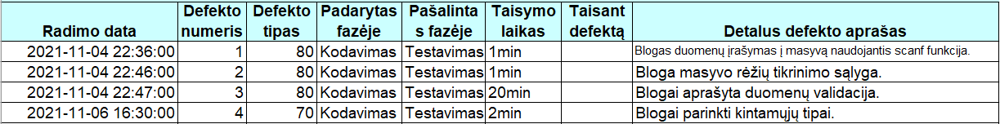 Radimo data Defekto numeris Defekto tipas Padarytas fazėje Pašalintas fazėje Taisymo laikas Taisant defektą Detalus defekto aprašas
2021-11-04 22:36:00 1 80 Kodavimas Testavimas 1min Blogas duomenų įrašymas į masyvą naudojantis scanf funkcija.
2021-11-04 22:46:00 2 80 Kodavimas Testavimas 1min Bloga masyvo rėžių tikrinimo sąlyga.
2021-11-04 22:47:00 3 80 Kodavimas Testavimas 20min Blogai aprašyta duomenų validacija.
2021-11-06 16:30:00 4 70 Kodavimas Testavimas 2min Blogai parinkti kintamųjų tipai.